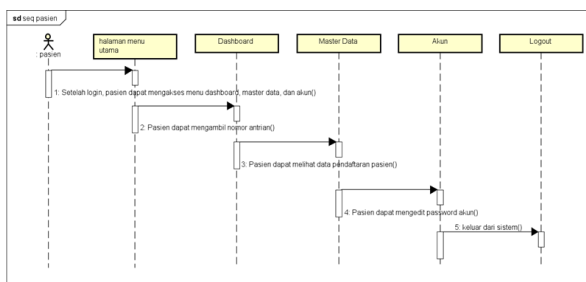 sd seq pasien
: pasien
halaman menu
utama
Dashboard
Master Data
Akun
Logout
1: Setelah login, pasien dapat mengakses menu dashboard, master data, dan akun()
2: Pasien dapat mengambil nomor antrian()
3: Pasien dapat melihat data pendaftaran pasien()
4: Pasien dapat mengedit password akun()
5: keluar dari sistem()